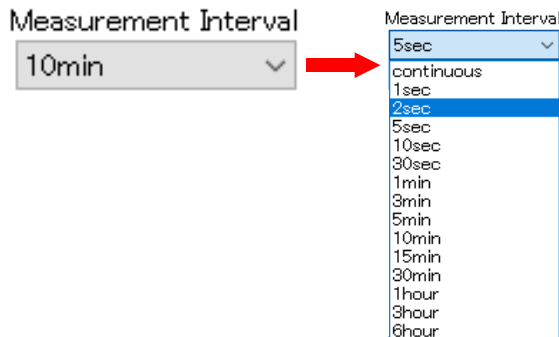 Measurement Interval
10min
Measurement Interval
5sec
continuous
1sec
2sec
5sec
10sec
30sec
1min
3min
5min
10min
15min
30min
1hour
3hour
6hour